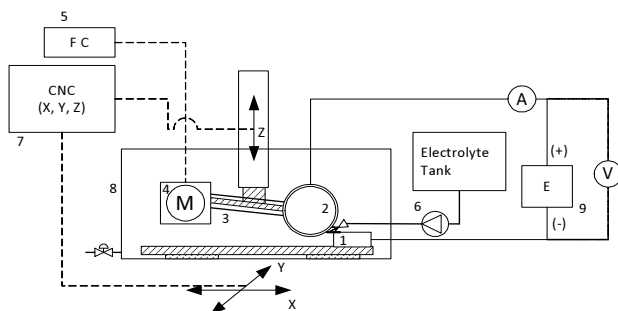 5
F C
CNC
(X, Y, Z)
7
Z
A
Electrolyte
Tank
(+)
E
(-)
V
9
8
4
M
3
2
6
1
Y
X